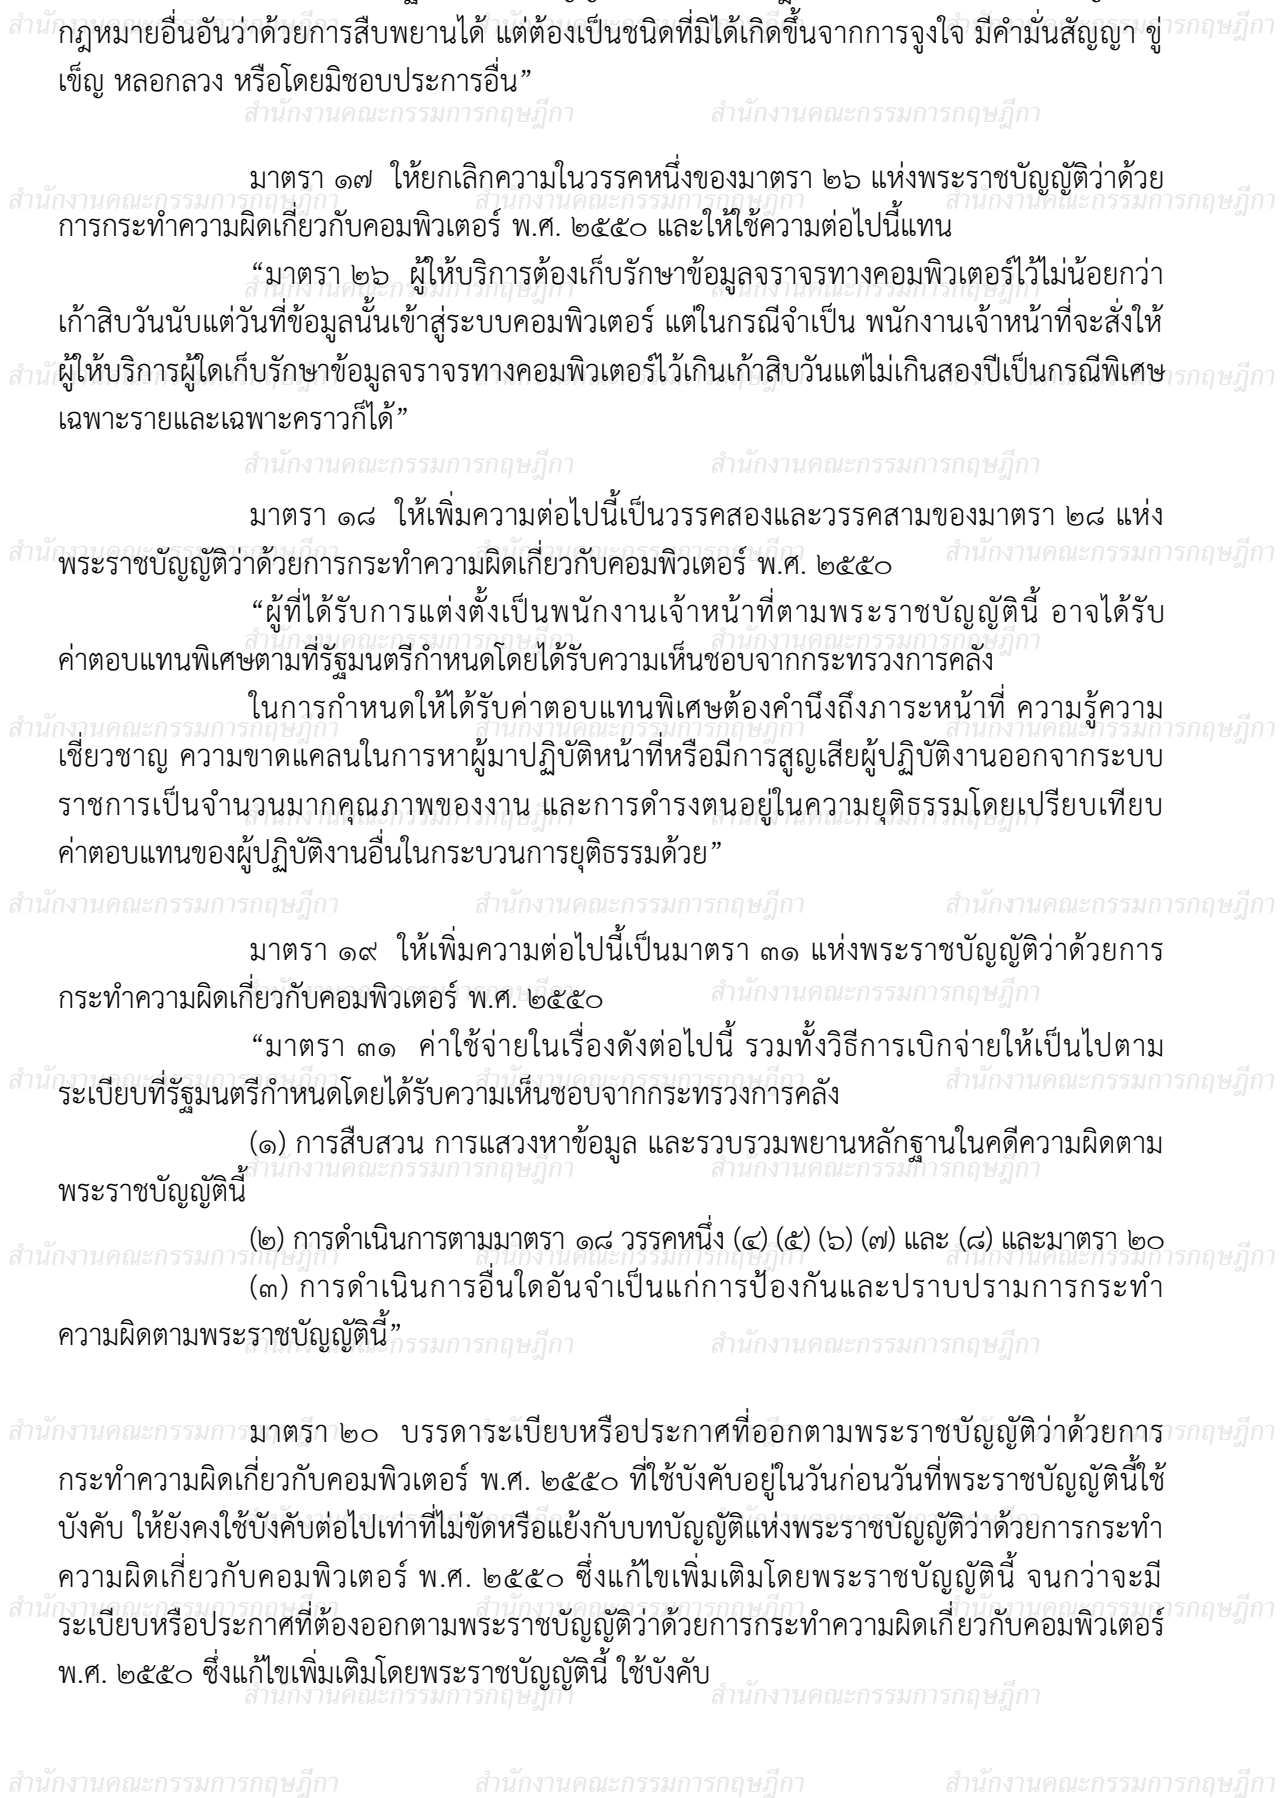 กฎหมายอื่นอันว่าด้วยการสืบพยานได้ แต่ต้องเป็นชนิดที่มิได้เกิดขึ้นจากการจูงใจ มีคำมั่นสัญญา ขู่
เข็ญ หลอกลวง หรือโดยมิชอบประการอื่น”
มาตรา ๑๗ ให้ยกเลิกความในวรรคหนึ่งของมาตรา ๒๖ แห่งพระราชบัญญัติว่าด้วย
การกระทำความผิดเกี่ยวกับคอมพิวเตอร์ พ.ศ. ๒๕๕๐ และให้ใช้ความต่อไปนี้แทน
“มาตรา ๒๖ ผู้ให้บริการต้องเก็บรักษาข้อมูลจราจรทางคอมพิวเตอร์ไว้ไม่น้อยกว่า
เก้าสิบวันนับแต่วันที่ข้อมูลนั้นเข้าสู่ระบบคอมพิวเตอร์ แต่ในกรณีจำเป็น พนักงานเจ้าหน้าที่จะสั่งให้
ผู้ให้บริการผู้ใดเก็บรักษาข้อมูลจราจรทางคอมพิวเตอร์ไว้เกินเก้าสิบวันแต่ไม่เกินสองปีเป็นกรณีพิเศษ
เฉพาะรายและเฉพาะคราวก็ได้”
มาตรา ๑๘ ให้เพิ่มความต่อไปนี้เป็นวรรคสองและวรรคสามของมาตรา ๒๘ แห่ง
พระราชบัญญัติว่าด้วยการกระทำความผิดเกี่ยวกับคอมพิวเตอร์ พ.ศ. ๒๕๕๐
“ผู้ที่ได้รับการแต่งตั้งเป็นพนักงานเจ้าหน้าที่ตามพระราชบัญญัตินี้ อาจได้รับ
ค่าตอบแทนพิเศษตามที่รัฐมนตรีกำหนดโดยได้รับความเห็นชอบจากกระทรวงการคลัง
ในการกำหนดให้ได้รับค่าตอบแทนพิเศษต้องคำนึงถึงภาระหน้าที่ ความรู้ความ
เชี่ยวชาญ ความขาดแคลนในการหาผู้มาปฏิบัติหน้าที่หรือมีการสูญเสียผู้ปฏิบัติงานออกจากระบบ
ราชการเป็นจำนวนมากคุณภาพของงาน และการดำรงตนอยู่ในความยุติธรรมโดยเปรียบเทียบ
ค่าตอบแทนของผู้ปฏิบัติงานอื่นในกระบวนการยุติธรรมด้วย”
มาตรา ๑๙ ให้เพิ่มความต่อไปนี้เป็นมาตรา ๓๑ แห่งพระราชบัญญัติว่าด้วยการ
กระทำความผิดเกี่ยวกับคอมพิวเตอร์ พ.ศ. ๒๕๕๐
“มาตรา ๓๑ ค่าใช้จ่ายในเรื่องดังต่อไปนี้ รวมทั้งวิธีการเบิกจ่ายให้เป็นไปตาม
ระเบียบที่รัฐมนตรีกำหนดโดยได้รับความเห็นชอบจากกระทรวงการคลัง
(๑) การสืบสวน การแสวงหาข้อมูล และรวบรวมพยานหลักฐานในคดีความผิดตาม
พระราชบัญญัตินี้
(๒) การดำเนินการตามมาตรา ๑๘ วรรคหนึ่ง (๔) (๕) (๖) (๗) และ (๘) และมาตรา ๒๐
(๓) การดำเนินการอื่นใดอันจำเป็นแก่การป้องกันและปราบปรามการกระทำ
ความผิดตามพระราชบัญญัตินี้”
มาตรา ๒๐ บรรดาระเบียบหรือประกาศที่ออกตามพระราชบัญญัติว่าด้วยการ
กระทำความผิดเกี่ยวกับคอมพิวเตอร์ พ.ศ. ๒๕๕๐ ที่ใช้บังคับอยู่ในวันก่อนวันที่พระราชบัญญัตินี้ใช้
บังคับ ให้ยังคงใช้บังคับต่อไปเท่าที่ไม่ขัดหรือแย้งกับบทบัญญัติแห่งพระราชบัญญัติว่าด้วยการกระทำ
ความผิดเกี่ยวกับคอมพิวเตอร์ พ.ศ. ๒๕๕๐ ซึ่งแก้ไขเพิ่มเติมโดยพระราชบัญญัตินี้ จนกว่าจะมี
ระเบียบหรือประกาศที่ต้องออกตามพระราชบัญญัติว่าด้วยการกระทำความผิดเกี่ยวกับคอมพิวเตอร์
พ.ศ. ๒๕๕๐ ซึ่งแก้ไขเพิ่มเติมโดยพระราชบัญญัตินี้ ใช้บังคับ
สำนักงานคณะกรรมการกฤษฎีกา สำนักงานคณะกรรมการกฤษฎีกา สำนักงานคณะกรรมการกฤษฎีกา